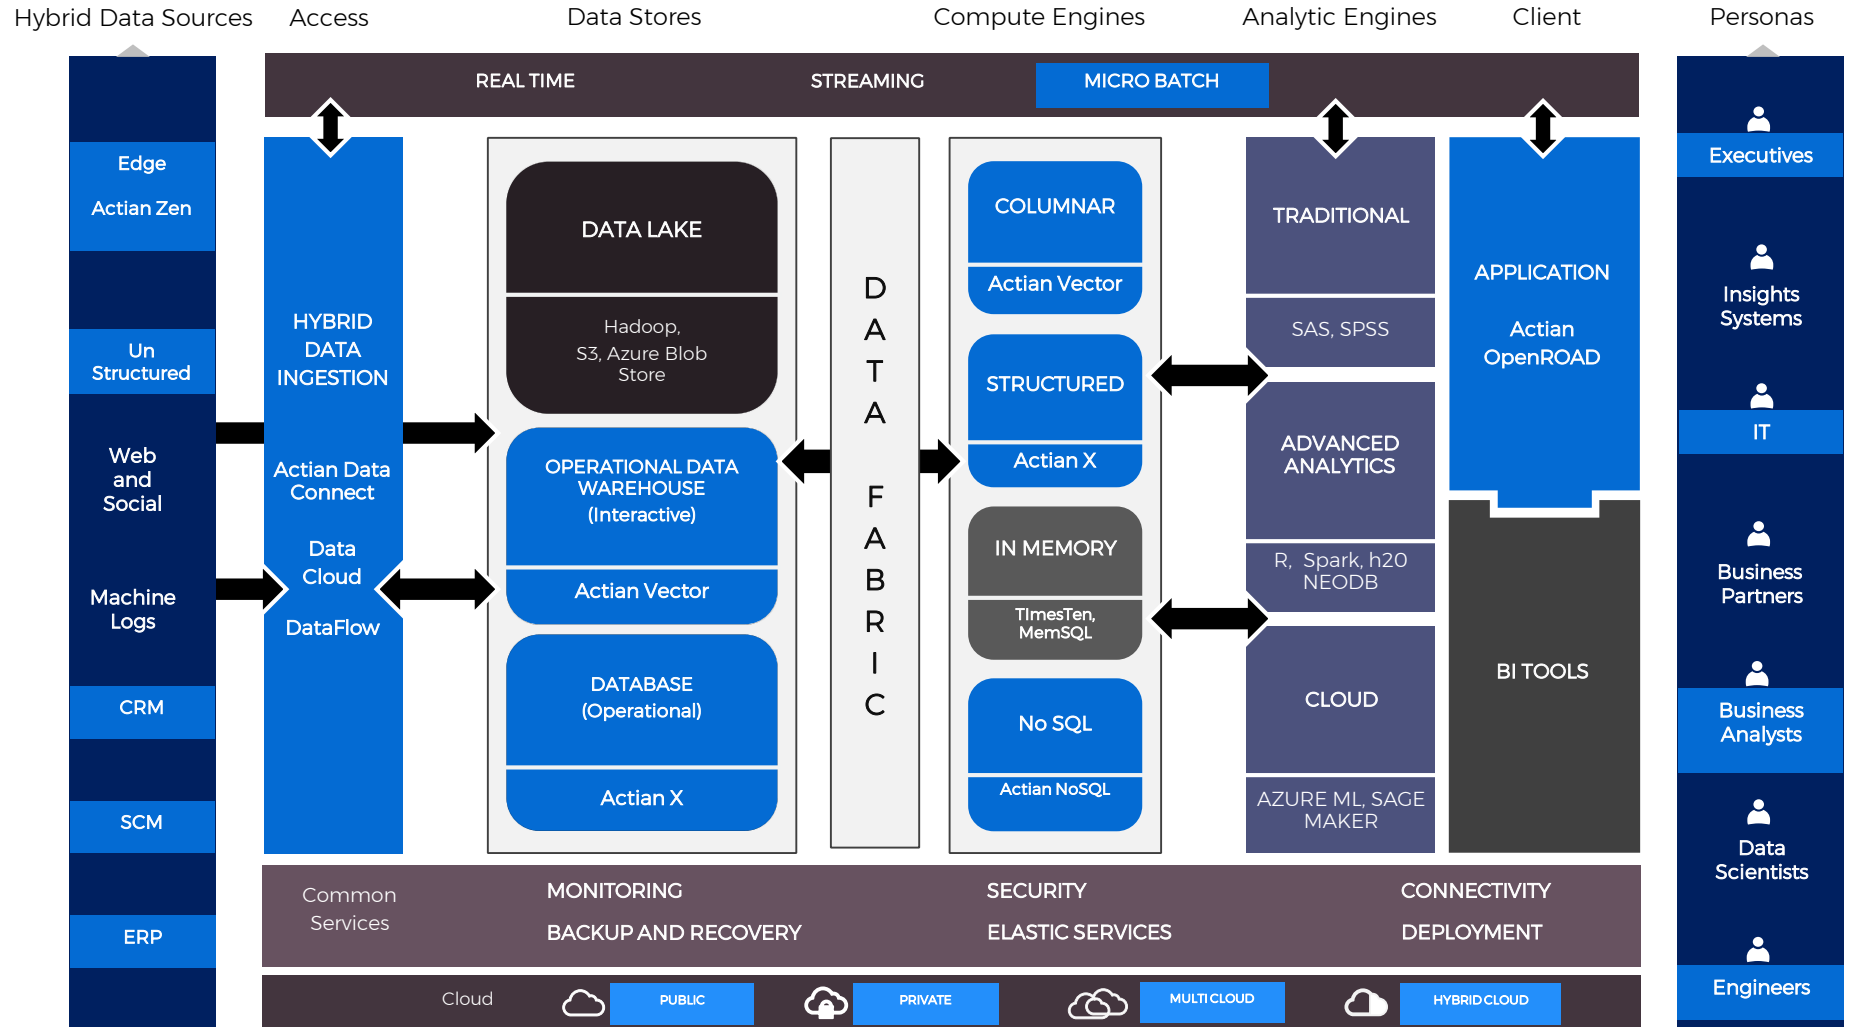 Hybrid Data Sources
Access
Data Stores
Compute Engines
Analytic Engines
Client
Personas
REAL TIME
STREAMING
MICRO BATCH
Edge
Actian Zen
Un
Structured
Web
and
Social
Machine
Logs
CRM
SCM
ERP
HYBRID
DATA
INGESTION
Actian Data
Connect
Data
Cloud
DataFlow
DATA LAKE
Hadoop,
S3, Azure Blob
Store
OPERATIONAL DATA
WAREHOUSE
(Interactive)
Actian Vector
DATABASE
(Operational)
Actian X
DATA FABRIC
COLUMNAR
Actian Vector
STRUCTURED
Actian X
IN MEMORY
TImesTen,
MemSQL
No SQL
Actian NoSQL
TRADITIONAL
SAS, SPSS
ADVANCED
ANALYTICS
R, Spark, h20
NEODB
CLOUD
AZURE ML, SAGE
MAKER
APPLICATION
Actian
OpenROAD
BI TOOLS
Executives
Insights
Systems
IT
Business
Partners
Business
Analysts
Data
Scientists
Engineers
Common
Services
MONITORING
SECURITY
CONNECTIVITY
BACKUP AND RECOVERY
ELASTIC SERVICES
DEPLOYMENT
Cloud
PUBLIC
PRIVATE
MULTI CLOUD
HYBRID CLOUD